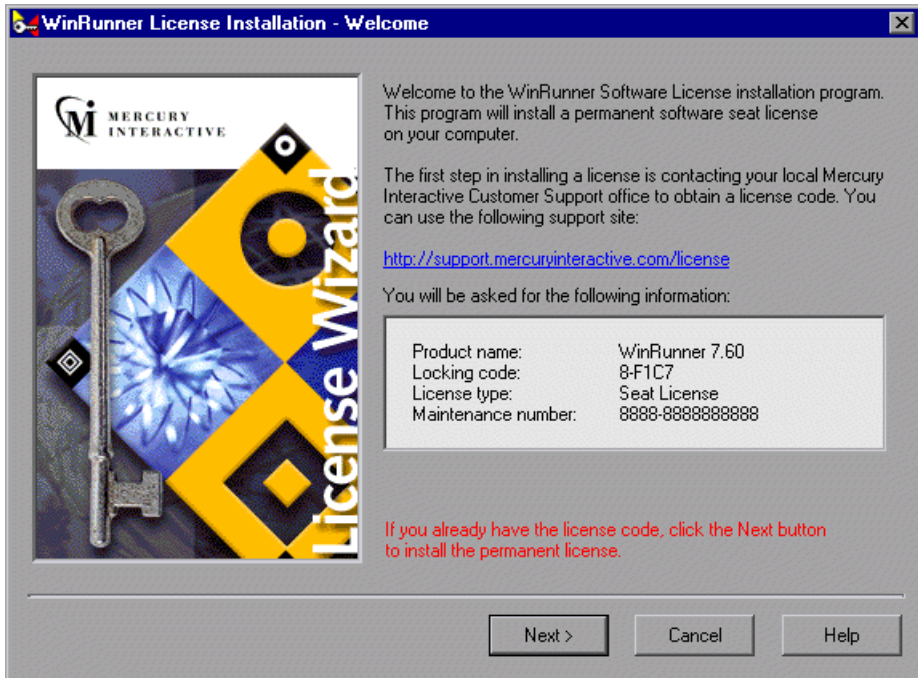 WinRunner License Installation - Welcome
MERCURY
INTERACTIVE
License Wizard
Welcome to the WinRunner Software License installation program.
This program will install a permanent software seat license
on your computer.
The first step in installing a license is contacting your local Mercury
Interactive Customer Support office to obtain a license code. You
can use the following support site:
http://support.mercuryinteractive.com/license
You will be asked for the following information:
Product name: WinRunner 7.60
Locking code: 8-F1C7
License type: Seat License
Maintenance number: 8888-8888888888
If you already have the license code, click the Next button
to install the permanent license.
Next > Cancel Help